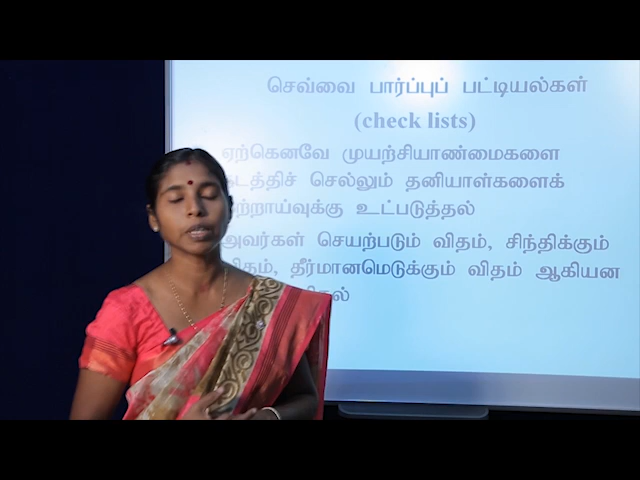 செவ்வை பார்ப்புப் பட்டியல்கள்
(check lists)
ஏற்கெனவே முயற்சியாண்மைகளை
செல்லும் தனியாள்களைக்
உட்படுத்தல்
அவர்கள் செயற்படும் விதம், சிந்திக்கும்
தீர்மானமெடுக்கும் விதம் ஆகியன